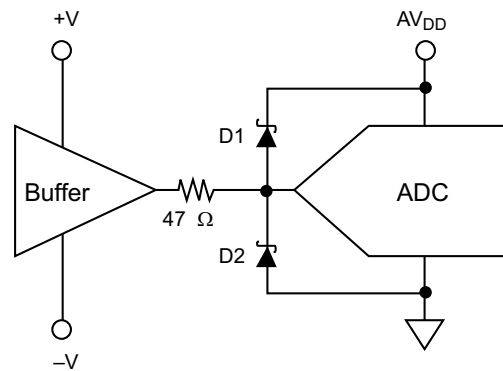 +V
AVDD
D1
Buffer
47 Ω
ADC
D2
–V